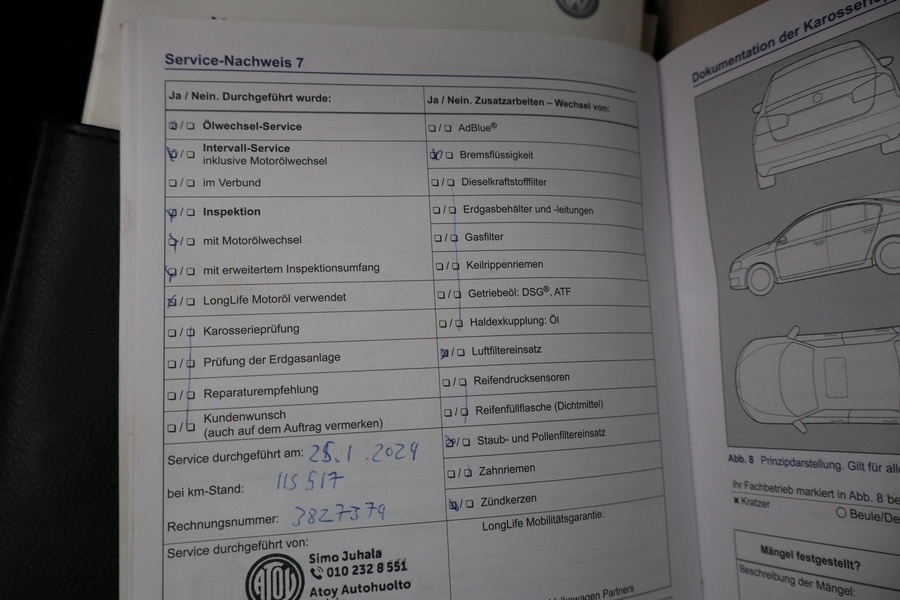 Service-Nachweis 7
Ja / Nein. Durchgeführt wurde:
Ölwechsel-Service
Intervall-Service
inklusive Motorölwechsel
im Verbund
Inspektion
mit Motorölwechsel
mit erweitertem Inspektionsumfang
LongLife Motoröl verwendet
Karosserieprüfung
Prüfung der Erdgasanlage
Reparaturempfehlung
Kundenwunsch
(auch auf dem Auftrag vermerken)
Service durchgeführt am: 25.1.2024
bei km-Stand: 115 517
Rechnungsnummer: 3827379
Service durchgeführt von:
ATOY
Simo Juhala
010 232 8 551
Atoy Autohuolto
Ja / Nein. Zusatzarbeiten – Wechsel von:
AdBlue®
Bremsflüssigkeit
Dieselkraftstofffilter
Erdgasbehälter und -leitungen
Gasfilter
Keilrippenriemen
Getriebeöl: DSG®, ATF
Haldexkupplung: Öl
Luftfiltereinsatz
Reifendrucksensoren
Reifenfüllflasche (Dichtmittel)
Staub- und Pollenfiltereinsatz
Zahnriemen
Zündkerzen
LongLife Mobilitätsgarantie:
Volkswagen Partners
Dokumentation der
Abb. 8 Prinzipdarstellung. Gilt für
Ihr Fachbetrieb markiert in Abb. 8
x Kratzer
Mängel festgestellt?
Beschreibung der Mängel: